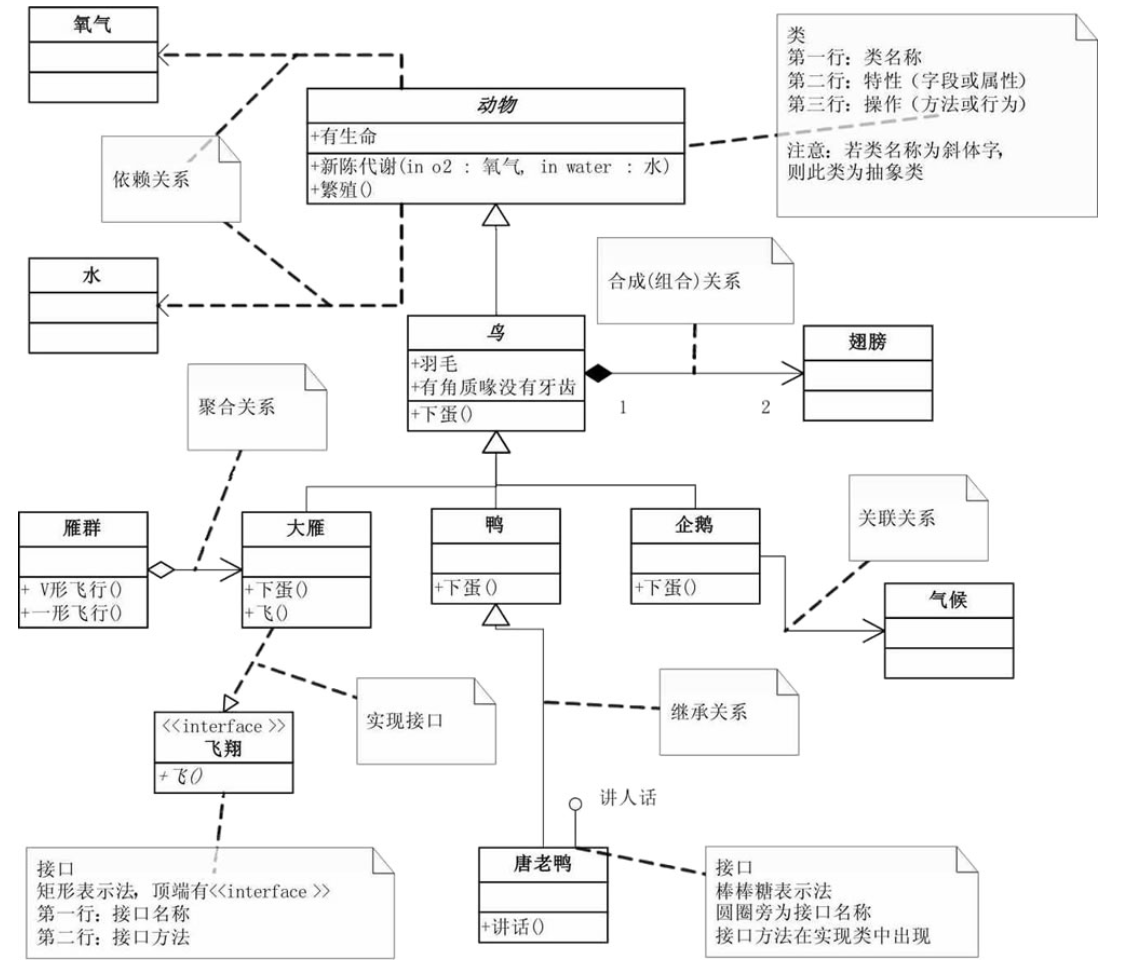 氧气
类
第一行：类名称
第二行：特性（字段或属性）
第三行：操作（方法或行为）
注意：若类名称为斜体字，
则此类为抽象类
动物
+有生命
+新陈代谢(in o2 : 氧气, in water : 水)
+繁殖()
依赖关系
水
合成(组合)关系
鸟
+羽毛
+有角质喙没有牙齿
+下蛋()
1
2
翅膀
聚合关系
雁群
+ V形飞行()
+一形飞行()
大雁
+下蛋()
+飞()
鸭
+下蛋()
企鹅
+下蛋()
关联关系
气候
实现接口
继承关系
<<interface >>
飞翔
+飞()
讲人话
接口
矩形表示法，顶端有<<interface >>
第一行：接口名称
第二行：接口方法
唐老鸭
+讲话()
接口
棒棒糖表示法
圆圈旁为接口名称
接口方法在实现类中出现